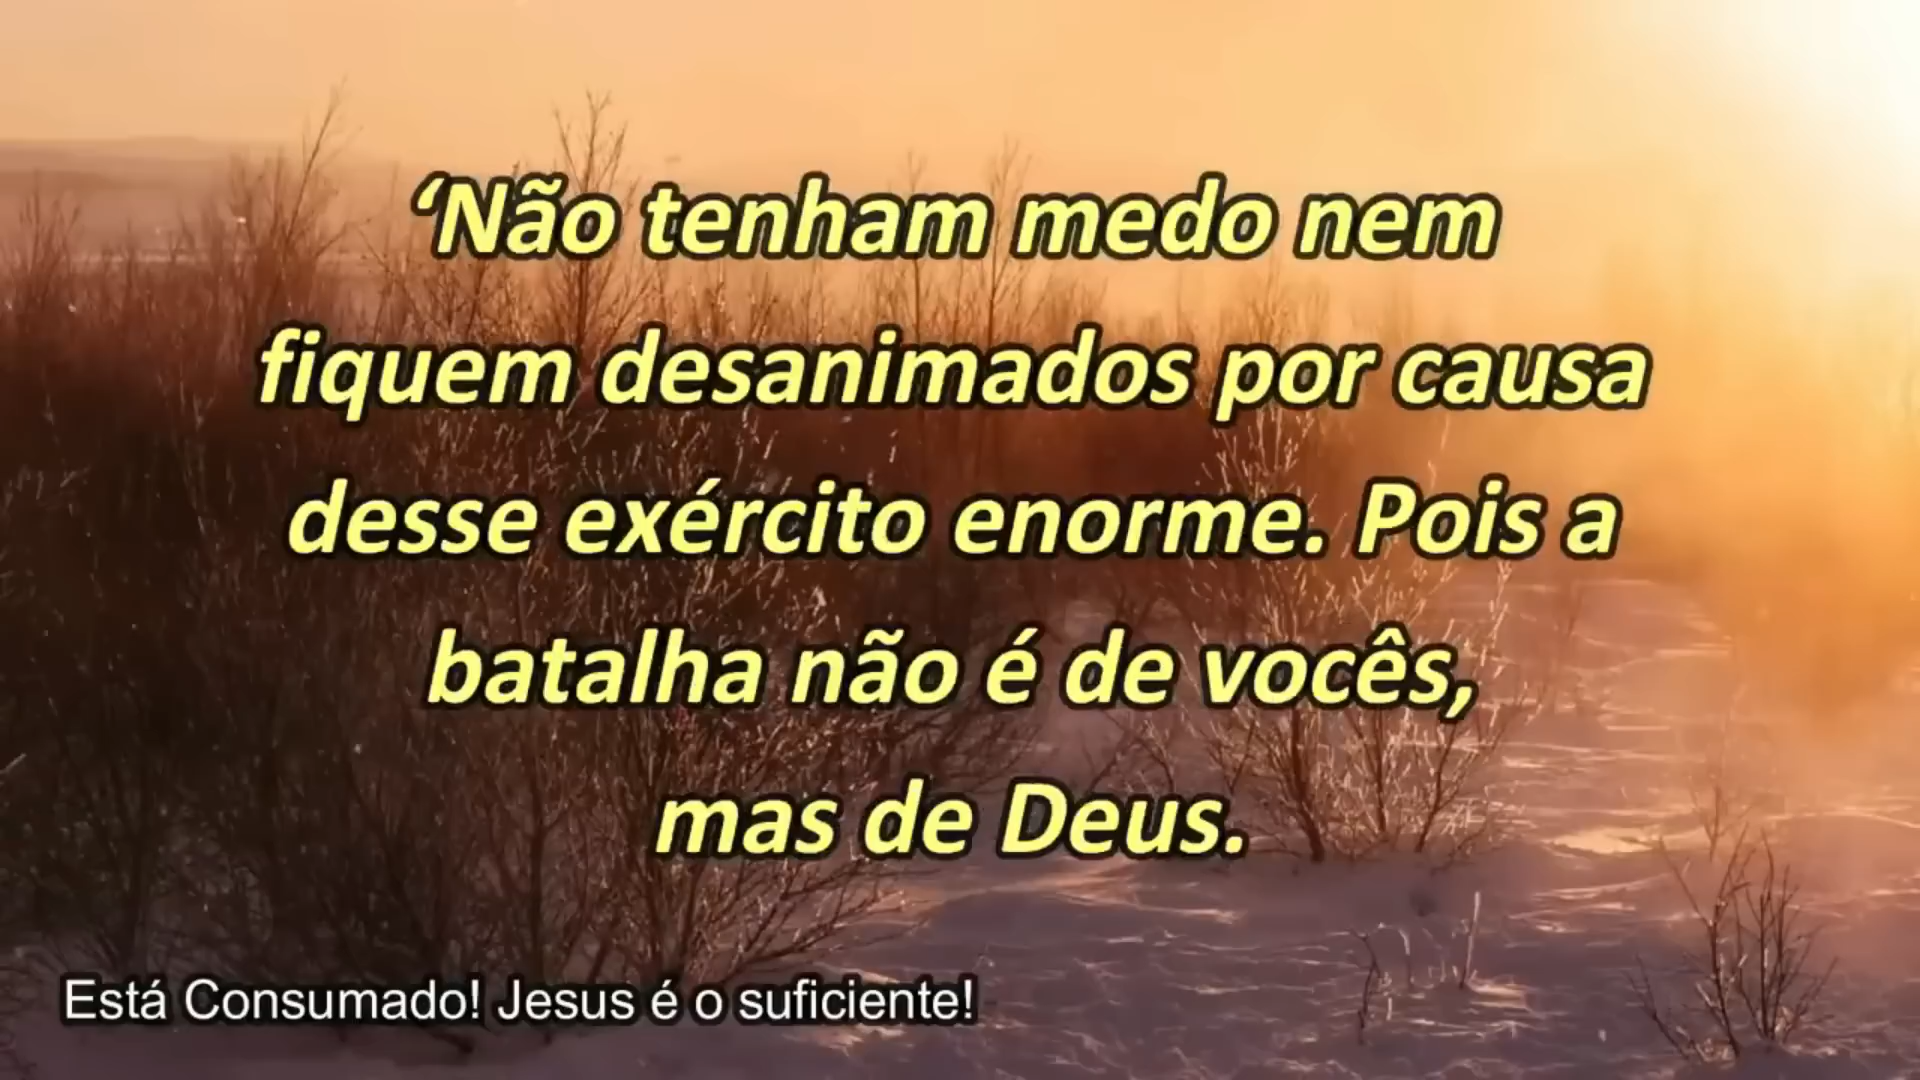 ‘Não tenham medo nem
fiquem desanimados por causa
desse exército enorme. Pois a
batalha não é de vocês,
mas de Deus.
Está Consumado! Jesus é o suficiente!